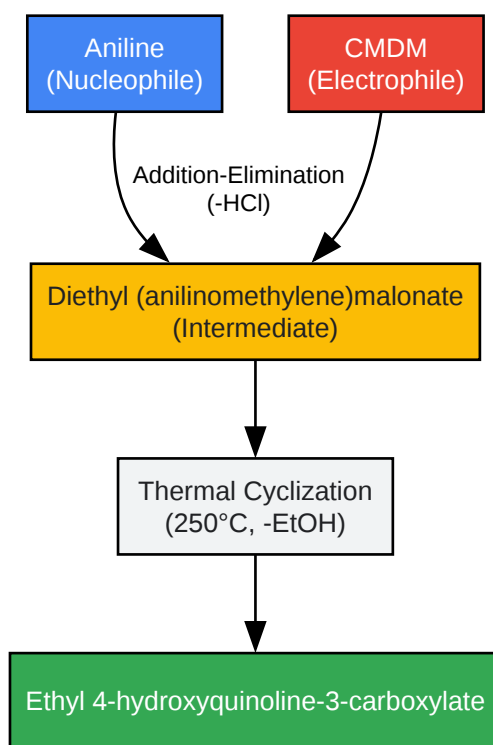 Aniline
(Nucleophile)
CMDM
(Electrophile)
Addition-Elimination
(-HCl)
Diethyl (anilinomethylene)malonate
(Intermediate)
Thermal Cyclization
(250°C, -EtOH)
Ethyl 4-hydroxyquinoline-3-carboxylate